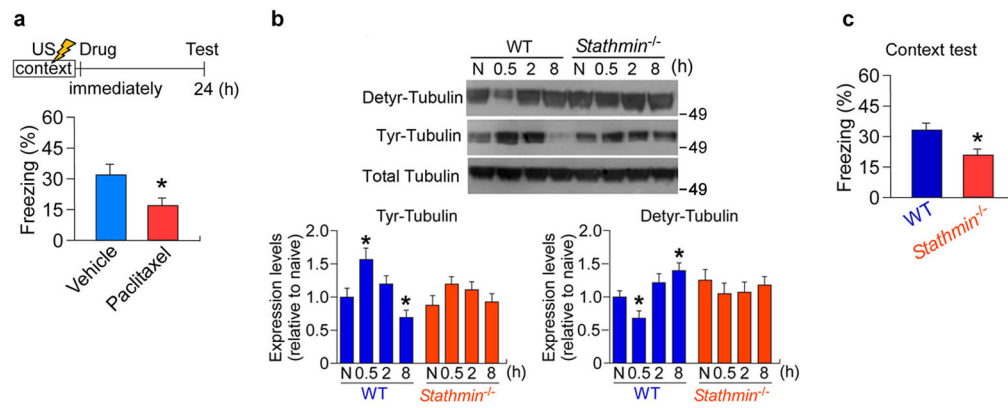 a
US Drug Test
context
immediately 24 (h)
Freezing (%)
60
45
30
15
0
*
Vehicle
Paclitaxel
b
WT Stathmin-/-
N 0.5 2 8 N 0.5 2 8 (h)
Detyr-Tubulin
-49
Tyr-Tubulin
-49
Total Tubulin
-49
Tyr-Tubulin
Expression levels
(relative to naive)
2.0
1.5
1.0
0.5
0
*
*
N 0.5 2 8 N 0.5 2 8 (h)
WT Stathmin-/-
Detyr-Tubulin
Expression levels
(relative to naive)
2.0
1.5
1.0
0.5
0
*
*
N 0.5 2 8 N 0.5 2 8 (h)
WT Stathmin-/-
c
Context test
Freezing (%)
60
45
30
15
0
*
WT
Stathmin-/-